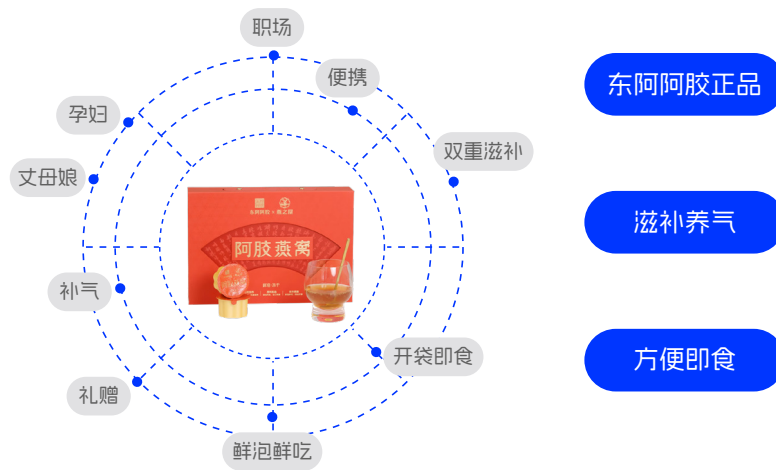 职场
便携
孕妇
双重滋补
丈母娘
补气
开袋即食
礼赠
鲜泡鲜吃
阿胶燕窝
东阿阿胶正品
滋补养气
方便即食